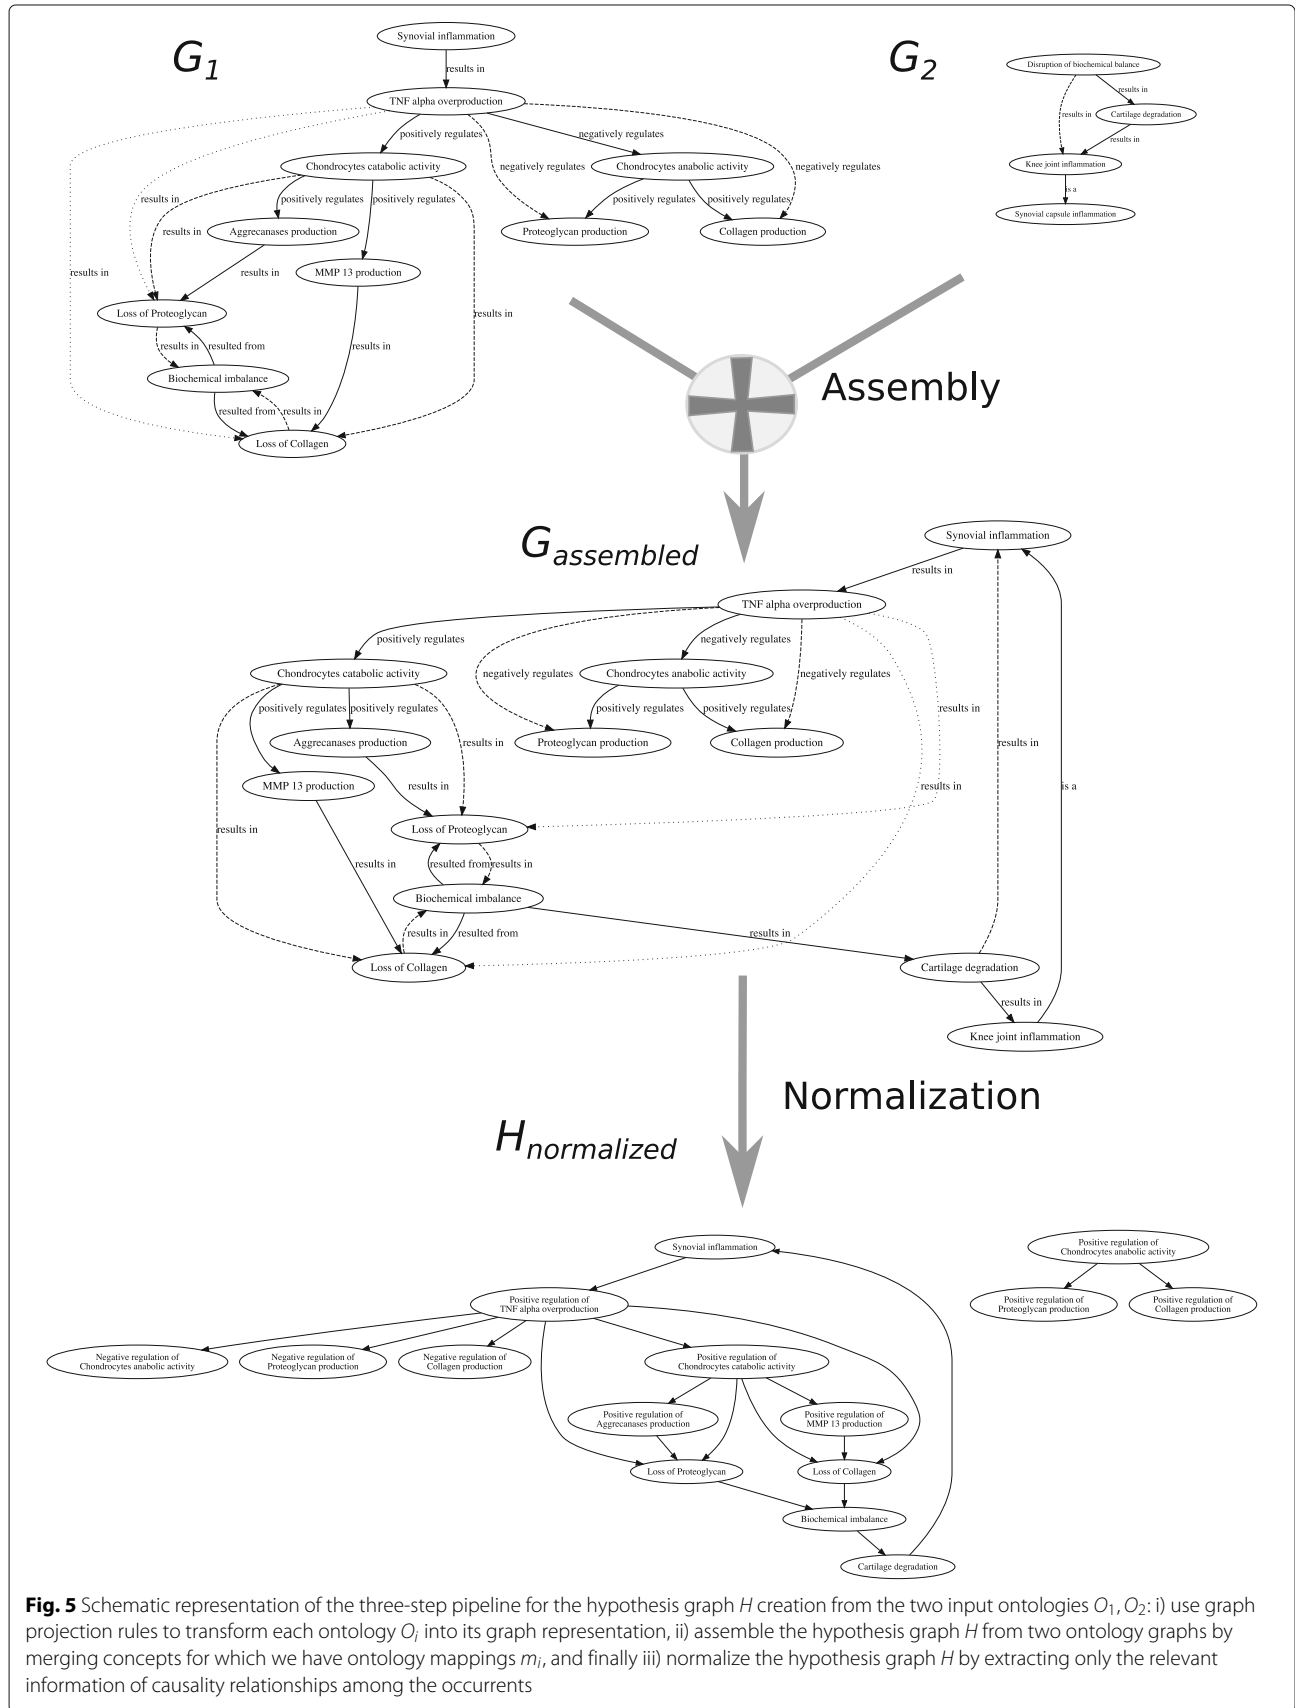 G1
Synovial inflammation
results in
TNF alpha overproduction
positively regulates
negatively regulates
Chondrocytes catabolic activity
negatively regulates
Chondrocytes anabolic activity
negatively regulates
results in
positively regulates
positively regulates
positively regulates
positively regulates
results in
Aggrecanases production
Proteoglycan production
Collagen production
results in
results in
MMP 13 production
Loss of Proteoglycan
results in
results in
resulted from
results in
Biochemical imbalance
resulted from
results in
Loss of Collagen
G2
Disruption of biochemical balance
results in
results in
Cartilage degradation
results in
Knee joint inflammation
is a
Synovial capsule inflammation
Assembly
Gassembled
Synovial inflammation
results in
TNF alpha overproduction
positively regulates
negatively regulates
Chondrocytes catabolic activity
negatively regulates
Chondrocytes anabolic activity
negatively regulates
positively regulates
positively regulates
positively regulates
positively regulates
results in
Aggrecanases production
results in
Proteoglycan production
Collagen production
results in
MMP 13 production
results in
results in
is a
results in
Loss of Proteoglycan
results in
resulted from
results in
Biochemical imbalance
results in
resulted from
results in
Loss of Collagen
Cartilage degradation
results in
Knee joint inflammation
Normalization
Hnormalized
Synovial inflammation
Positive regulation of
Chondrocytes anabolic activity
Positive regulation of
TNF alpha overproduction
Positive regulation of
Proteoglycan production
Positive regulation of
Collagen production
Negative regulation of
Chondrocytes anabolic activity
Negative regulation of
Proteoglycan production
Negative regulation of
Collagen production
Positive regulation of
Chondrocytes catabolic activity
Positive regulation of
Aggrecanases production
Positive regulation of
MMP 13 production
Loss of Proteoglycan
Loss of Collagen
Biochemical imbalance
Cartilage degradation
Fig. 5 Schematic representation of the three-step pipeline for the hypothesis graph H creation from the two input ontologies O1, O2: i) use graph
projection rules to transform each ontology Oi into its graph representation, ii) assemble the hypothesis graph H from two ontology graphs by
merging concepts for which we have ontology mappings mi, and finally iii) normalize the hypothesis graph H by extracting only the relevant
information of causality relationships among the occurrents